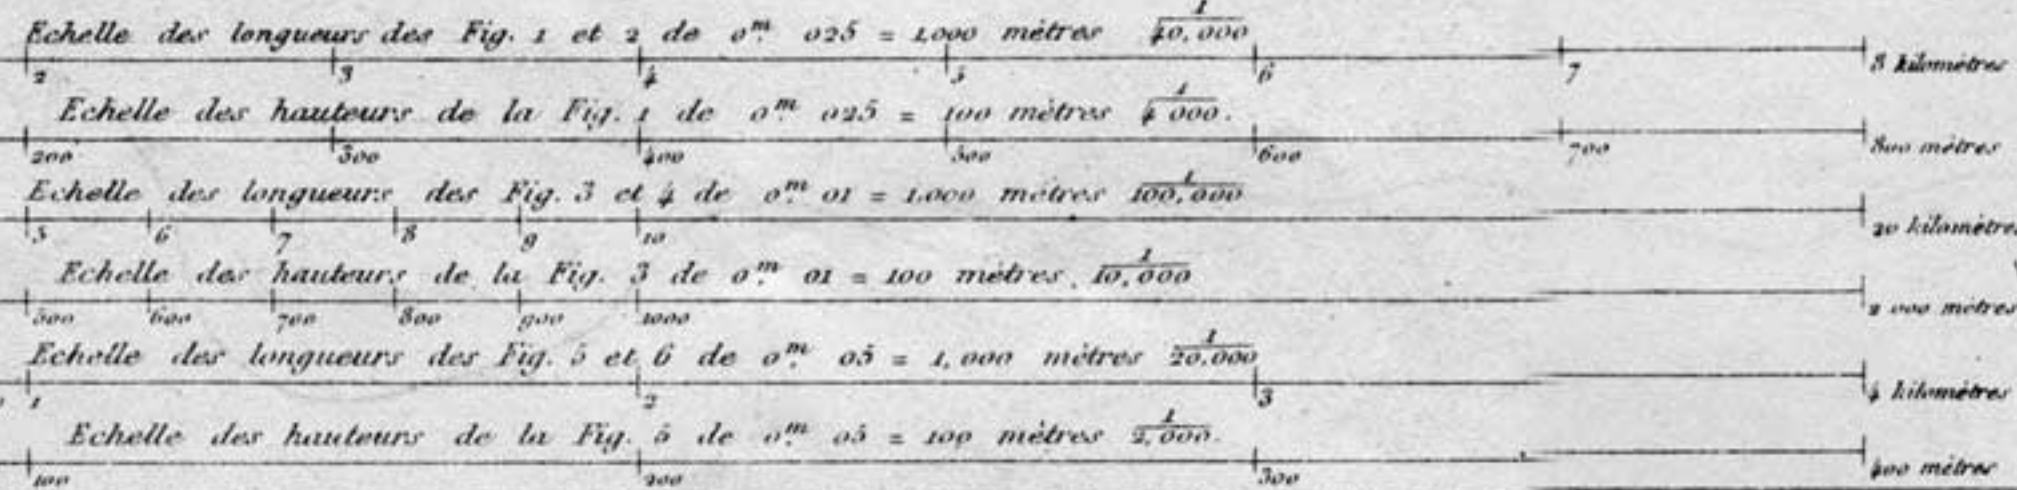 Echelle des longueurs des Fig. 1 et 2 de 0m. 025 = 1.000 mètres 1/40,000
2 3 4 5 6 7 8 kilomètres
Echelle des hauteurs de la Fig. 1 de 0m. 025 = 100 mètres 1/4 000.
200 300 400 500 600 700 800 mètres
Echelle des longueurs des Fig. 3 et 4 de 0m. 01 = 1.000 mètres 1/100,000
5 6 7 8 9 10 20 kilomètres
Echelle des hauteurs de la Fig. 3 de 0m. 01 = 100 mètres. 1/10,000
500 600 700 800 900 1000 2 000 mètres
Echelle des longueurs des Fig. 5 et 6 de 0m. 05 = 1,000 mètres 1/20,000
1 2 3 4 kilomètres
Echelle des hauteurs de la Fig. 5 de 0m. 05 = 100 mètres 1/2,000.
100 200 300 400 mètres